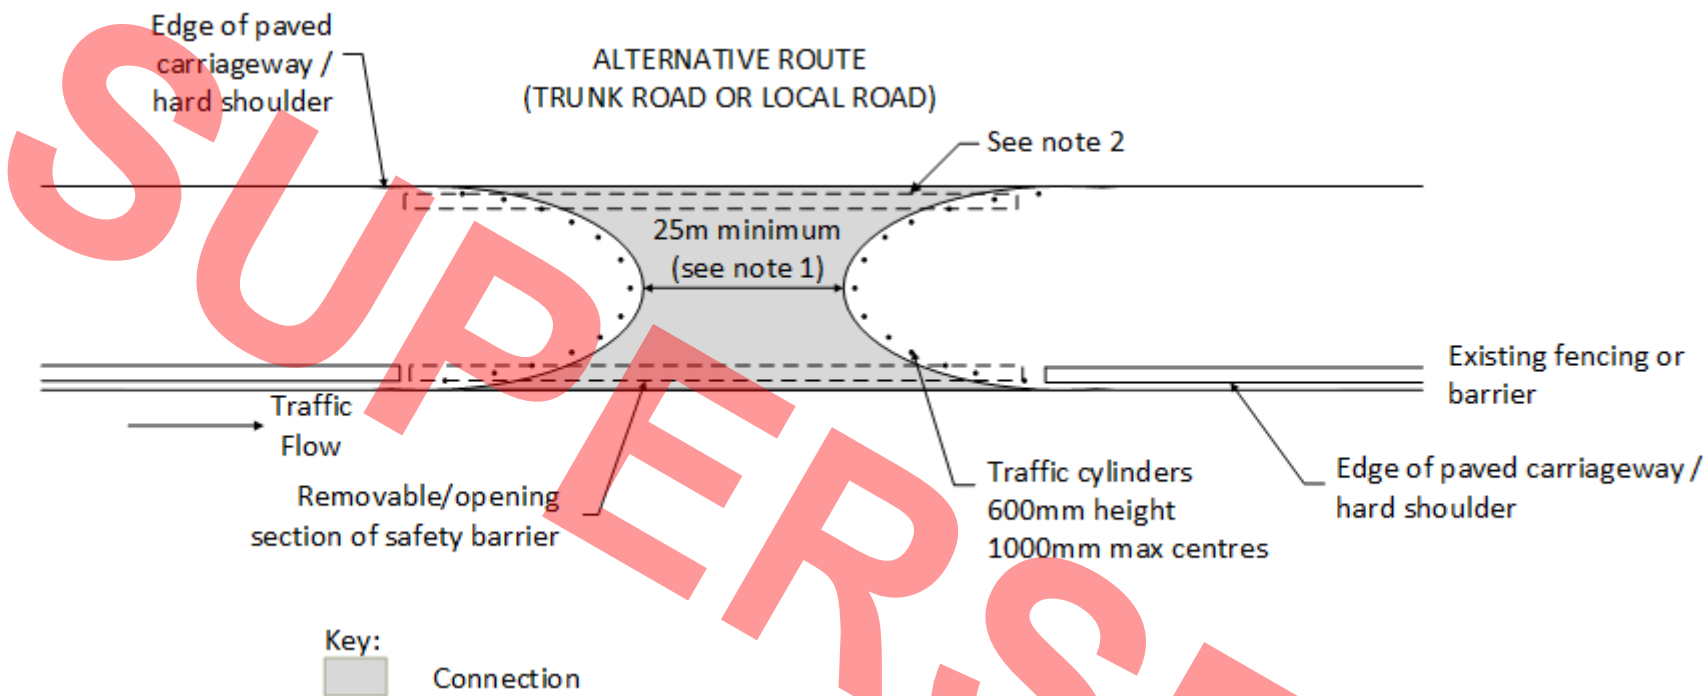 Edge of paved
carriageway /
hard shoulder
ALTERNATIVE ROUTE
(TRUNK ROAD OR LOCAL ROAD)
See note 2
25m minimum
(see note 1)
Existing fencing or
barrier
Traffic
Flow
Removable/opening
section of safety barrier
Traffic cylinders
600mm height
1000mm max centres
Edge of paved carriageway /
hard shoulder
Key:
Connection